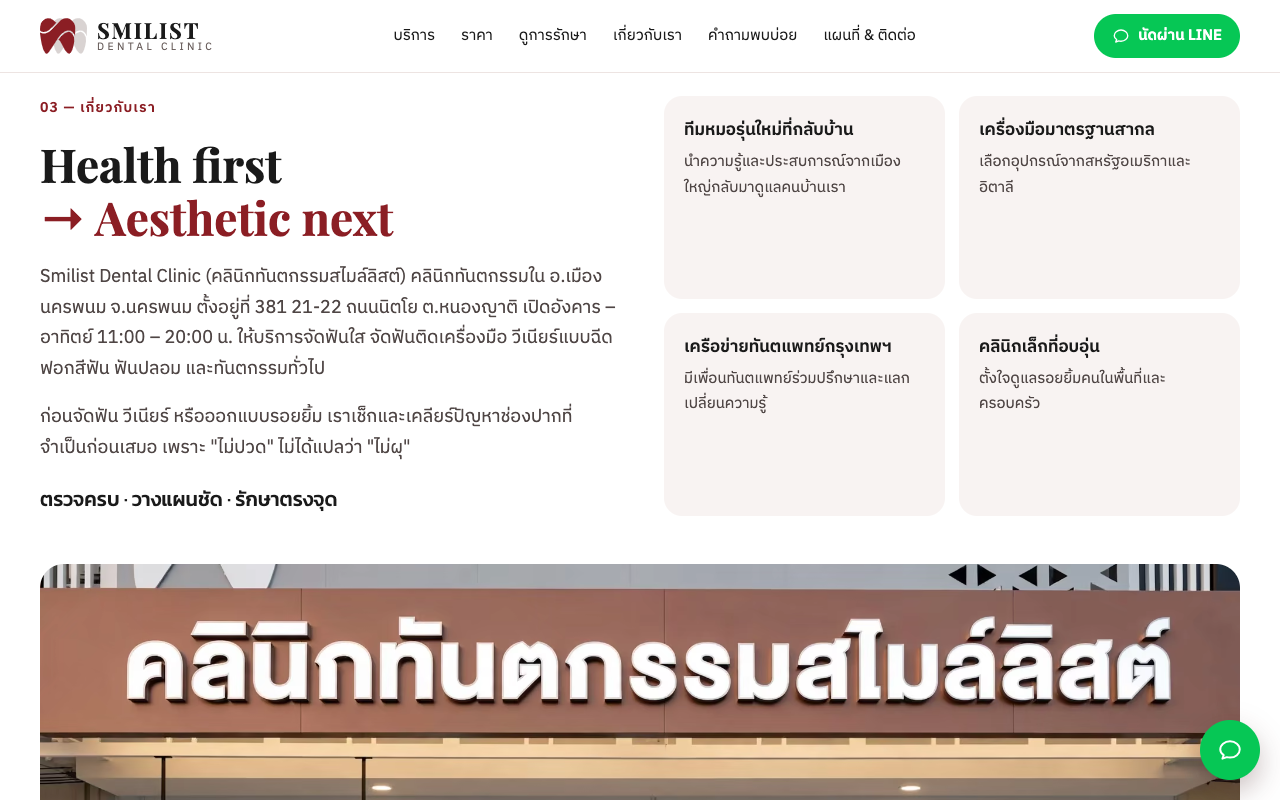 SMILIST
DENTAL CLINIC
บริการ
ราคา
ดูการรักษา
เกี่ยวกับเรา
คำถามพบบ่อย
แผนที่ & ติดต่อ
นัดผ่าน LINE
03 — เกี่ยวกับเรา
Health first
→ Aesthetic next
Smilist Dental Clinic (คลินิกทันตกรรมสไมล์ลิสต์) คลินิกทันตกรรมใน อ.เมือง
นครพนม จ.นครพนม ตั้งอยู่ที่ 381 21-22 ถนนนิตโย ต.หนองญาติ เปิดอังคาร –
อาทิตย์ 11:00 – 20:00 น. ให้บริการจัดฟันใส จัดฟันติดเครื่องมือ วีเนียร์แบบฉีด
ฟอกสีฟัน ฟันปลอม และทันตกรรมทั่วไป
ก่อนจัดฟัน วีเนียร์ หรือออกแบบรอยยิ้ม เราเช็กและเคลียร์ปัญหาช่องปากที่
จำเป็นก่อนเสมอ เพราะ "ไม่ปวด" ไม่ได้แปลว่า "ไม่ผุ"
ตรวจครบ · วางแผนชัด · รักษาตรงจุด
ทีมหมอรุ่นใหม่ที่กลับบ้าน
นำความรู้และประสบการณ์จากเมือง
ใหญ่กลับมาดูแลคนบ้านเรา
เครื่องมือมาตรฐานสากล
เลือกอุปกรณ์จากสหรัฐอเมริกาและ
อิตาลี
เครือข่ายทันตแพทย์กรุงเทพฯ
มีเพื่อนทันตแพทย์ร่วมปรึกษาและแลก
เปลี่ยนความรู้
คลินิกเล็กที่อบอุ่น
ตั้งใจดูแลรอยยิ้มคนในพื้นที่และ
ครอบครัว
คลินิกทันตกรรมสไมล์ลิสต์